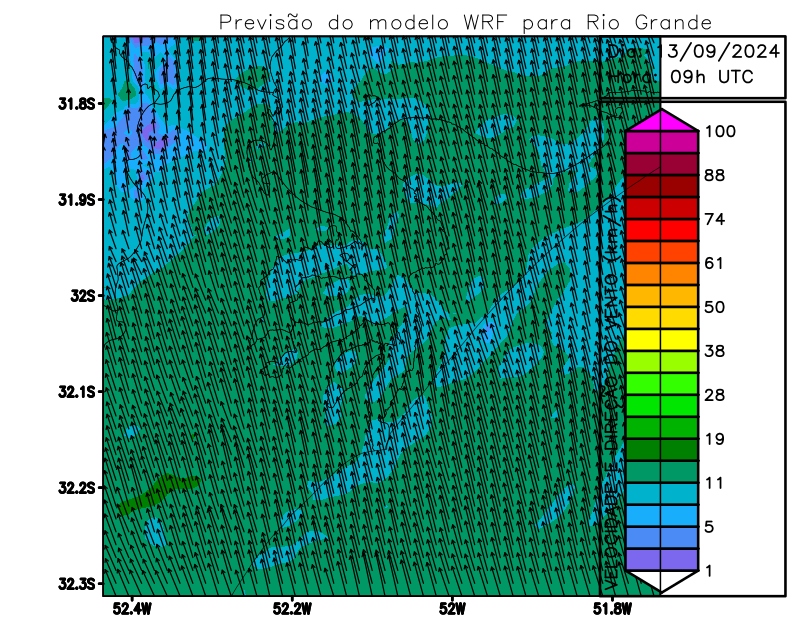 Previsão do modelo WRF para Rio Grande
Dia: 13/09/2024
Hora: 09h UTC
31.8S
31.9S
32S
32.1S
32.2S
32.3S
52.4W
52.2W
52W
51.8W
VELOCIDADE E DIREÇÃO DO VENTO (km/h)
100
88
74
61
50
38
28
19
11
5
1